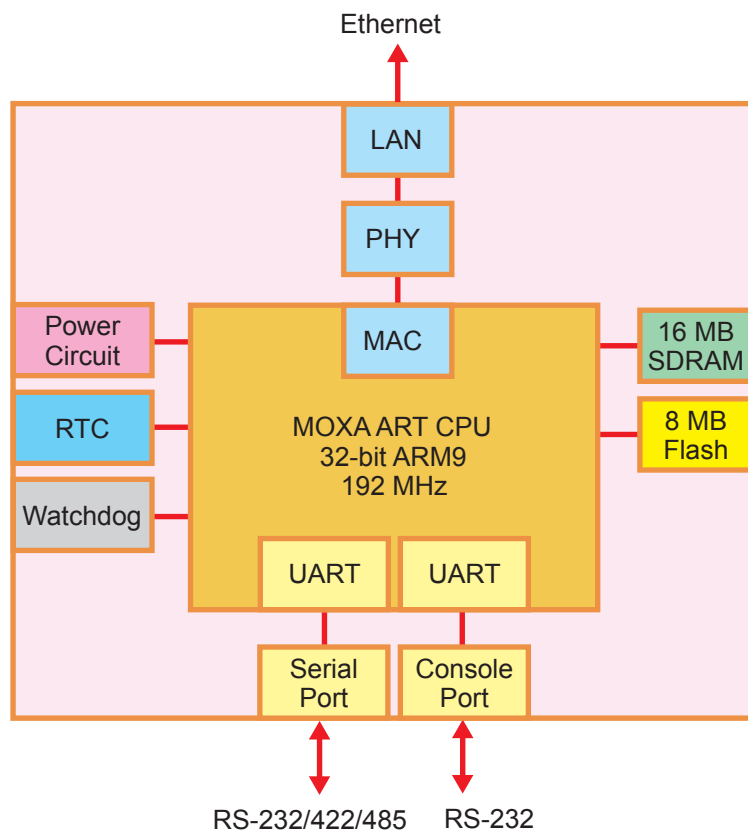 Ethernet
LAN
PHY
MAC
Power
Circuit
16 MB
SDRAM
RTC
8 MB
Flash
MOXA ART CPU
32-bit ARM9
192 MHz
Watchdog
UART
UART
Serial
Port
Console
Port
RS-232/422/485
RS-232